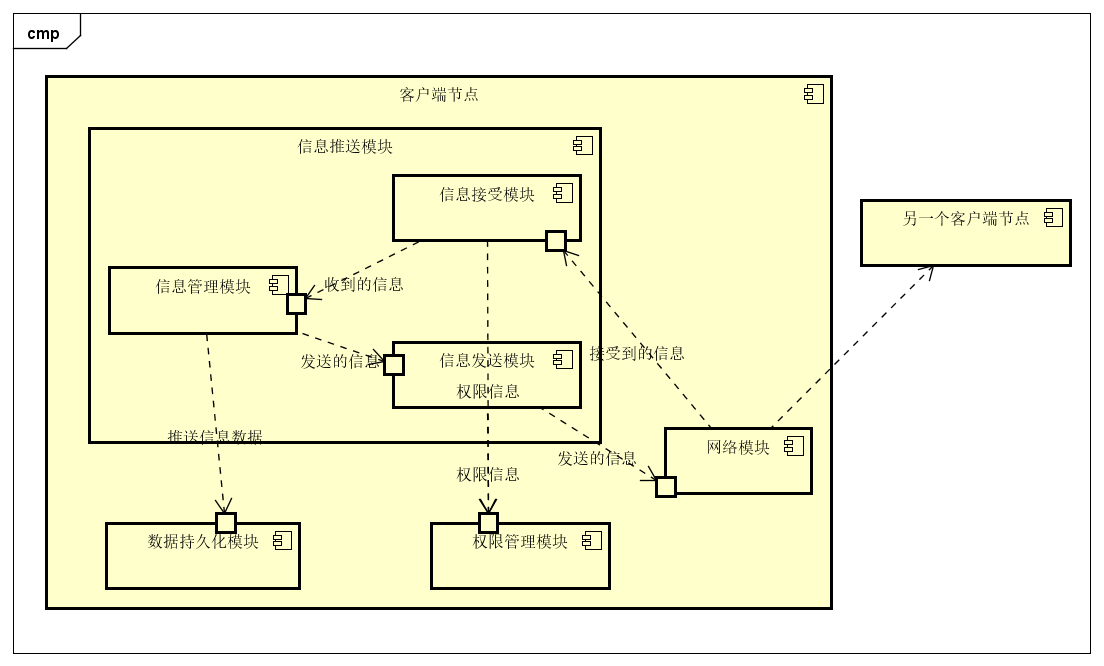 cmp
客户端节点
信息推送模块
信息接受模块
另一个客户端节点
信息管理模块
收到的信息
发送的信息
信息发送模块
接受到的信息
权限信息
推送信息数据
网络模块
发送的信息
权限信息
数据持久化模块
权限管理模块